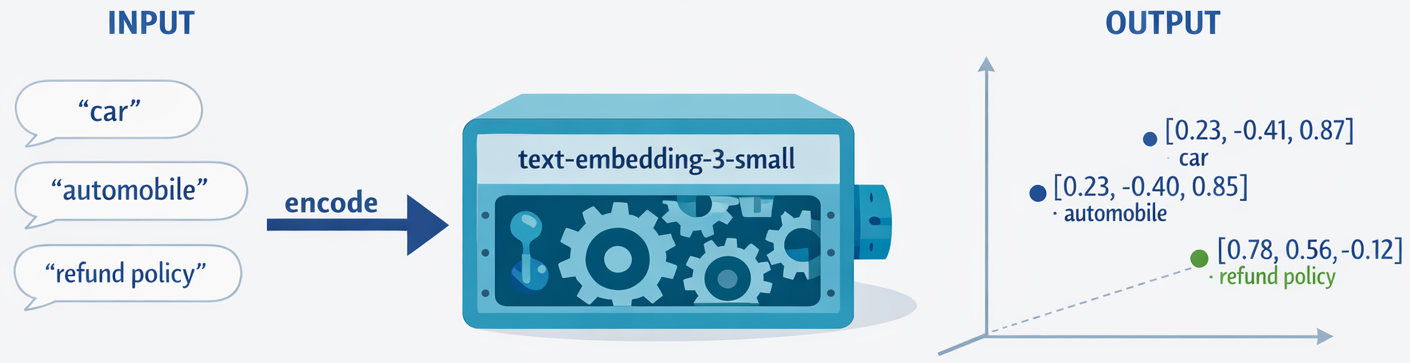 INPUT
“car”
“automobile”
“refund policy”
encode
text-embedding-3-small
OUTPUT
[0.23, -0.41, 0.87]
· car
[0.23, -0.40, 0.85]
· automobile
[0.78, 0.56, -0.12]
· refund policy